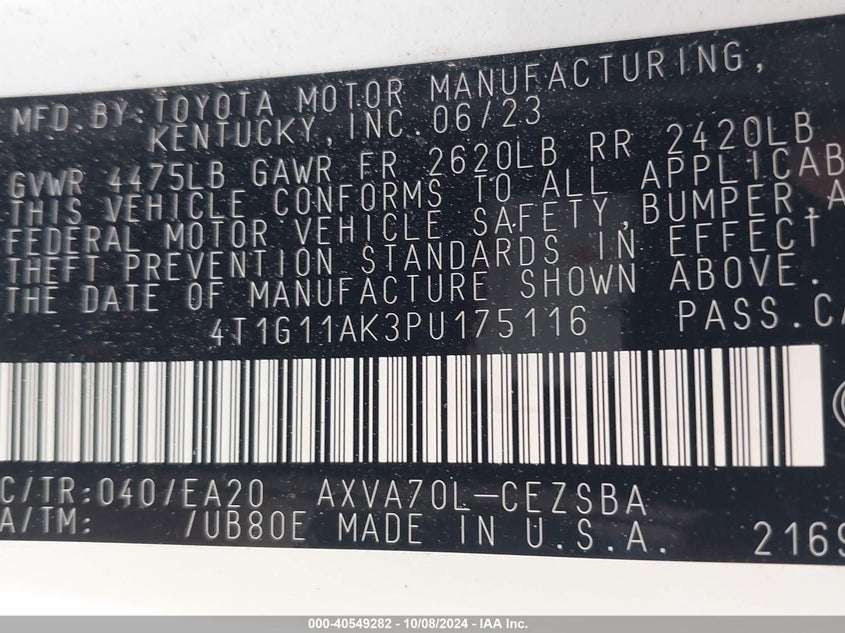 MFD.BY:TOYOTA MOTOR MANUFACTURING,
KENTUCKY,INC.06/23
GVWR 4475LB GAWR FR 2620LB RR 2420LB
THIS VEHICLE CONFORMS TO ALL APPLICAB
FEDERAL MOTOR VEHICLE SAFETY,BUMPER,A
THEFT PREVENTION STANDARDS IN EFFECT
THE DATE OF MANUFACTURE SHOWN ABOVE.
4T1G11AK3PU175116 PASS.CA
C/TR:040/EA20 AXVA70L-CEZSBA
A/TM: /UB80E MADE IN U.S.A. 2169
000-40549282 - 10/08/2024 - IAA Inc.